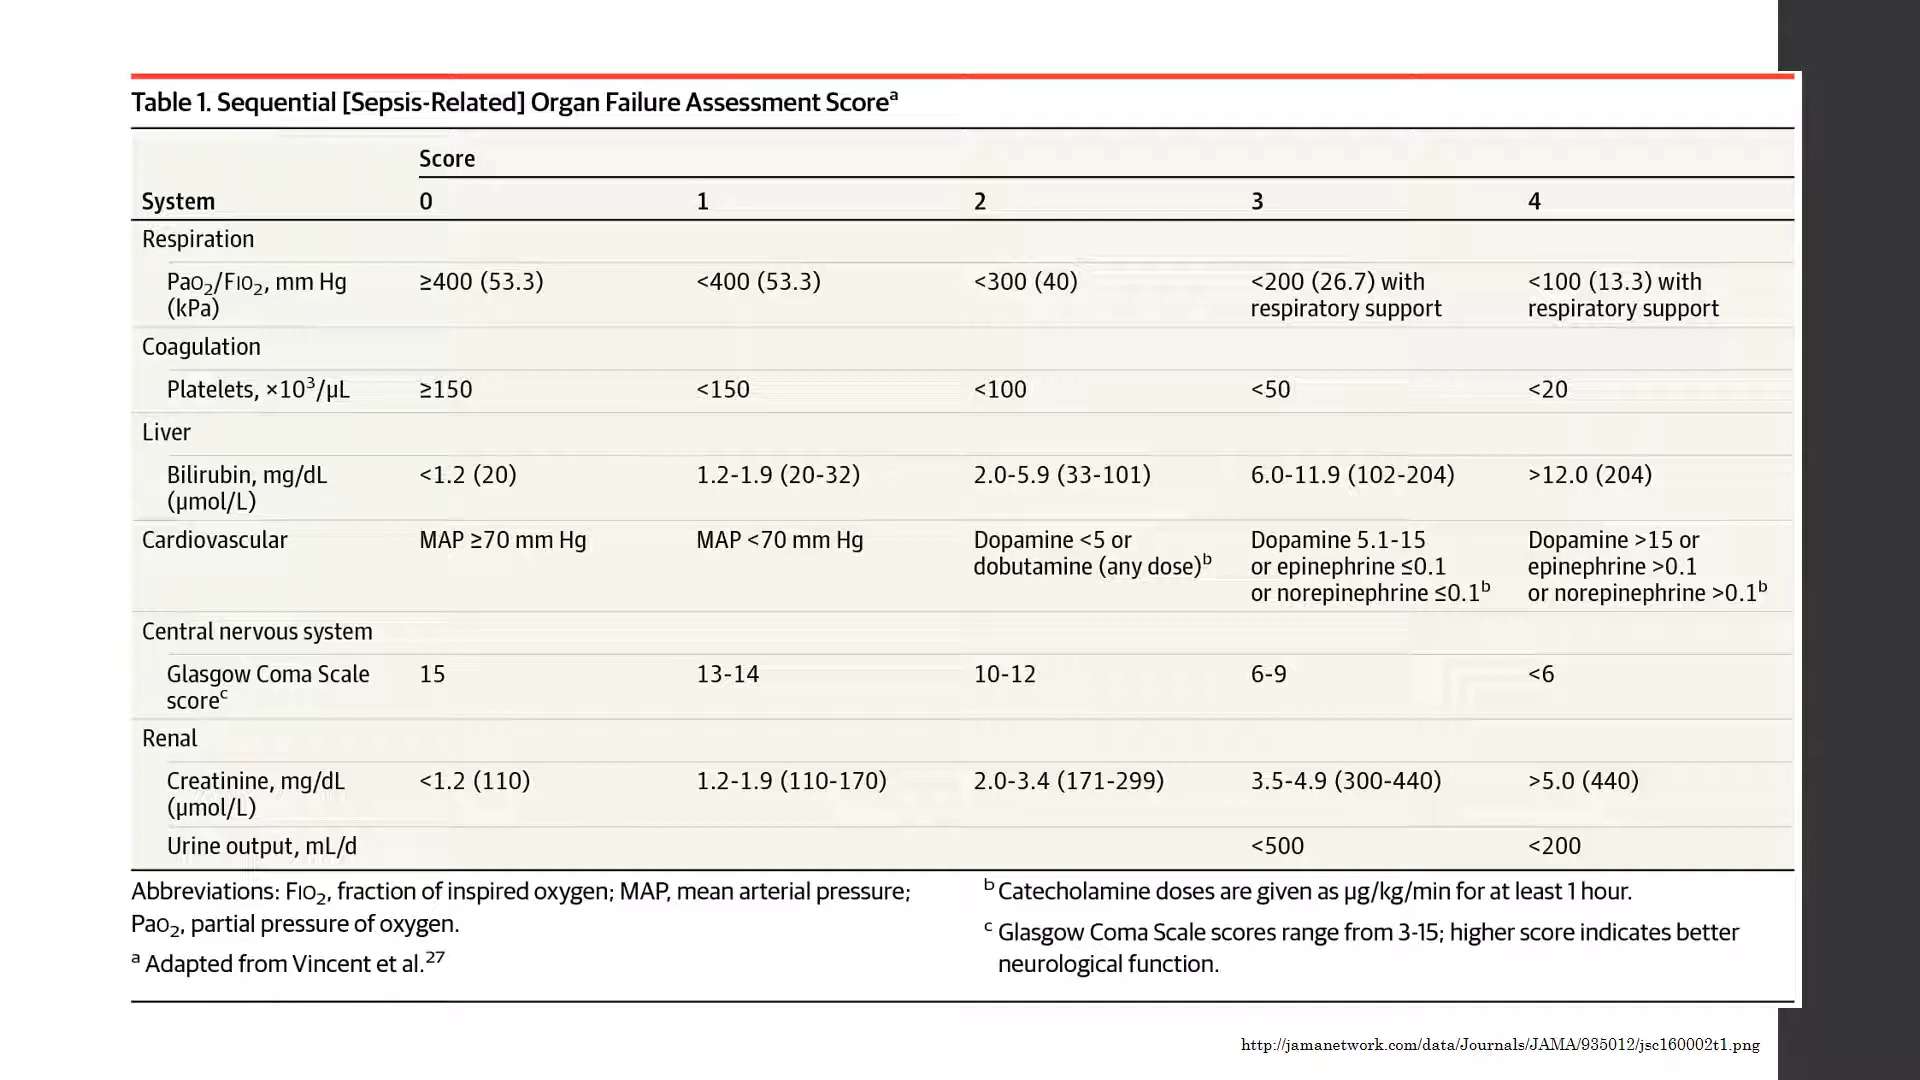 Table 1. Sequential [Sepsis-Related] Organ Failure Assessment Scoreᵃ
Score
System 0 1 2 3 4
Respiration
PaO₂/FIO₂, mm Hg ≥400 (53.3) <400 (53.3) <300 (40) <200 (26.7) with <100 (13.3) with
(kPa) respiratory support respiratory support
Coagulation
Platelets, ×10³/μL ≥150 <150 <100 <50 <20
Liver
Bilirubin, mg/dL <1.2 (20) 1.2-1.9 (20-32) 2.0-5.9 (33-101) 6.0-11.9 (102-204) >12.0 (204)
(μmol/L)
Cardiovascular MAP ≥70 mm Hg MAP <70 mm Hg Dopamine <5 or Dopamine 5.1-15 Dopamine >15 or
dobutamine (any dose)ᵇ or epinephrine ≤0.1 epinephrine >0.1
or norepinephrine ≤0.1ᵇ or norepinephrine >0.1ᵇ
Central nervous system
Glasgow Coma Scale 15 13-14 10-12 6-9 <6
scoreᶜ
Renal
Creatinine, mg/dL <1.2 (110) 1.2-1.9 (110-170) 2.0-3.4 (171-299) 3.5-4.9 (300-440) >5.0 (440)
(μmol/L)
Urine output, mL/d <500 <200
Abbreviations: FIO₂, fraction of inspired oxygen; MAP, mean arterial pressure;
PaO₂, partial pressure of oxygen.
ᵃ Adapted from Vincent et al.²⁷
ᵇ Catecholamine doses are given as μg/kg/min for at least 1 hour.
ᶜ Glasgow Coma Scale scores range from 3-15; higher score indicates better
neurological function.
http://jamanetwork.com/data/Journals/JAMA/935012/jsc160002t1.png